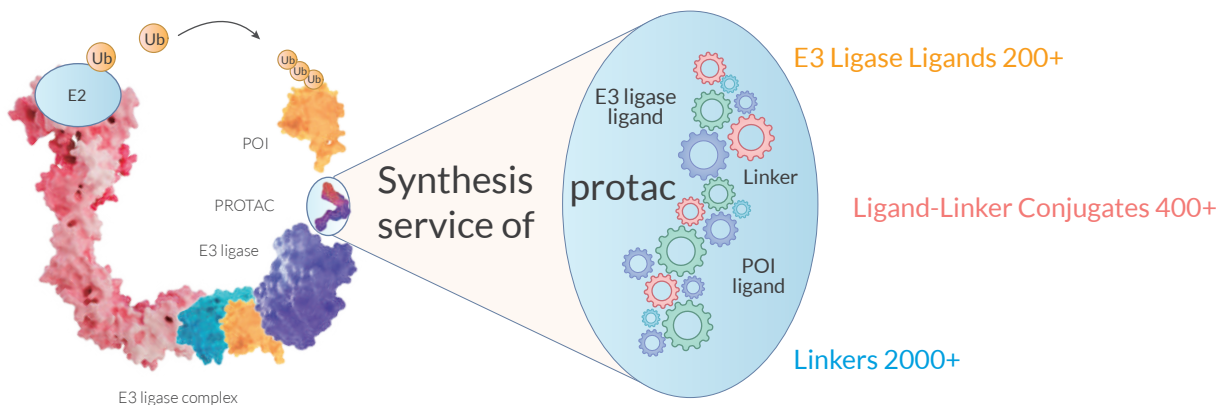 Ub
Ub
E2
Ub
Ub
Ub
POI
PROTAC
E3 ligase
E3 ligase complex
Synthesis
service of
protac
E3 ligase
ligand
Linker
POI
ligand
E3 Ligase Ligands 200+
Ligand-Linker Conjugates 400+
Linkers 2000+